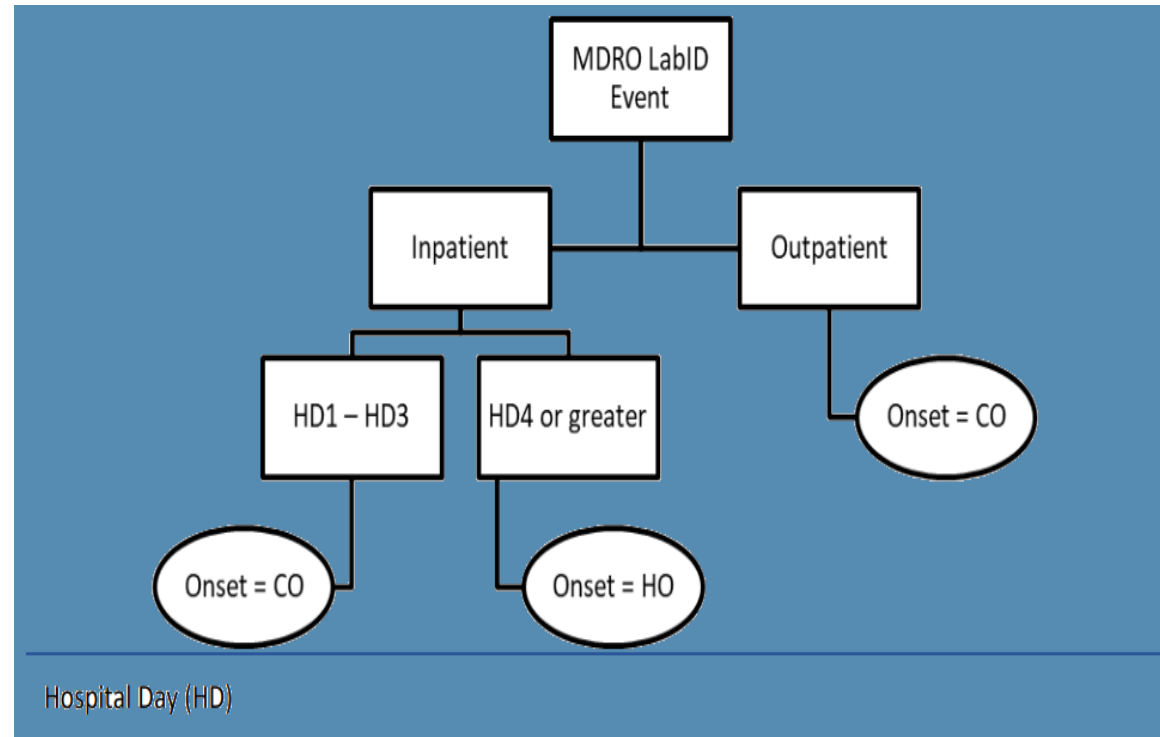 MDRO LabID
Event
Inpatient
Outpatient
HD1 – HD3
HD4 or greater
Onset = CO
Onset = CO
Onset = HO
Hospital Day (HD)